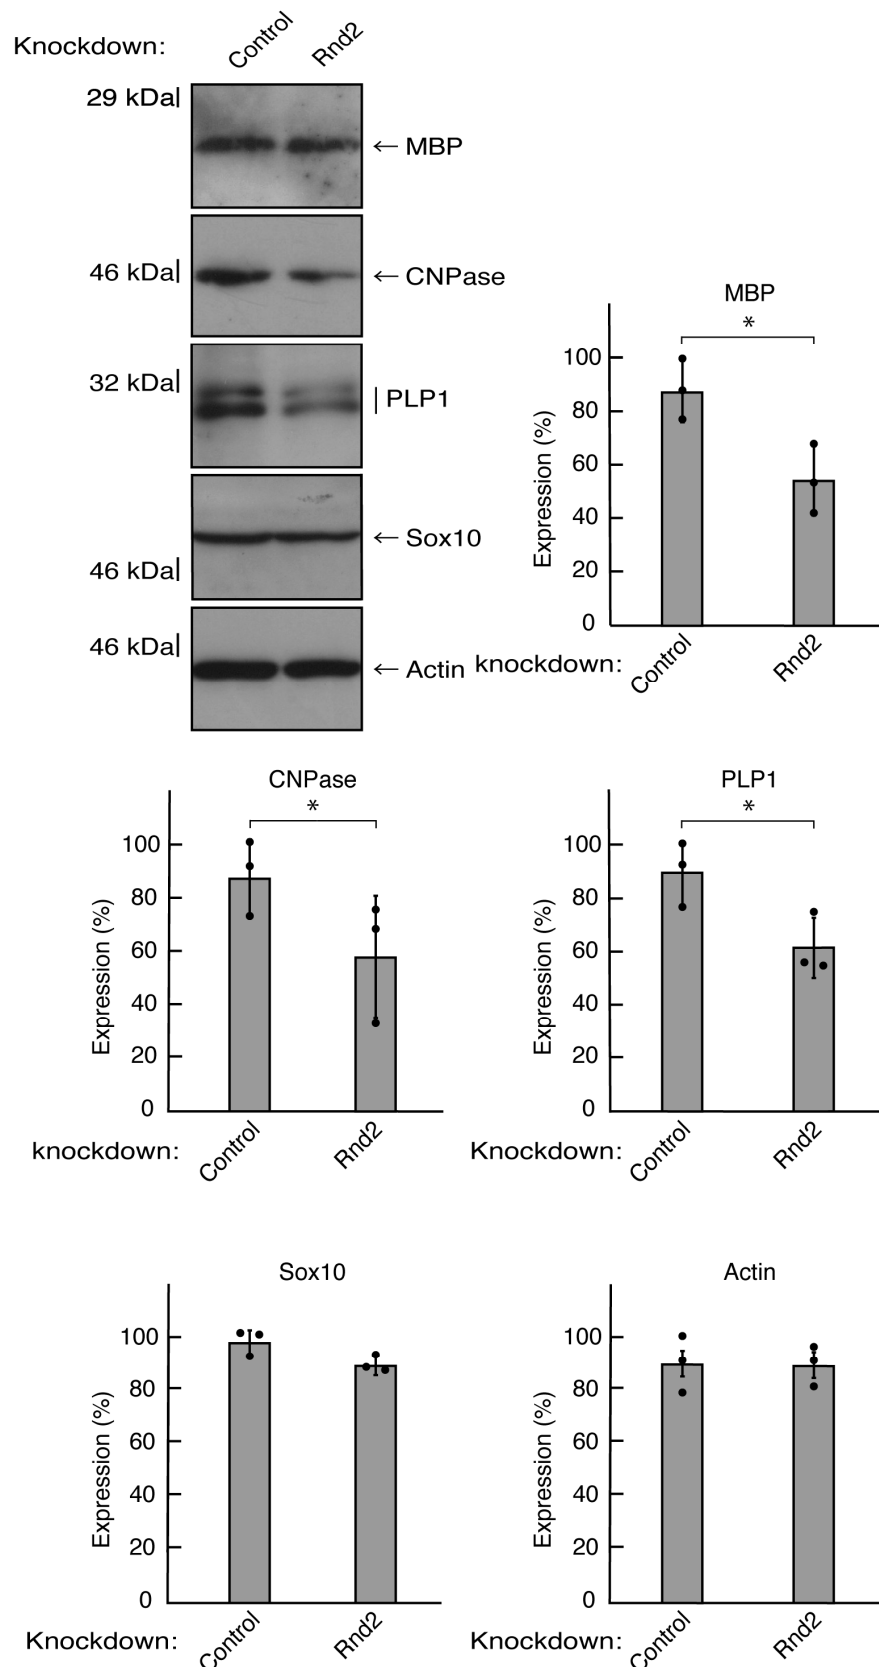 Knockdown: Control Rnd2
29 kDa
← MBP
46 kDa
← CNPase
32 kDa
PLP1
← Sox10
46 kDa
46 kDa
← Actin
MBP
*
Expression (%)
100
80
60
40
20
0
knockdown: Control Rnd2
CNPase
*
Expression (%)
100
80
60
40
20
0
knockdown: Control Rnd2
PLP1
*
Expression (%)
100
80
60
40
20
0
Knockdown: Control Rnd2
Sox10
Expression (%)
100
80
60
40
20
0
Knockdown: Control Rnd2
Actin
Expression (%)
100
80
60
40
20
0
Knockdown: Control Rnd2